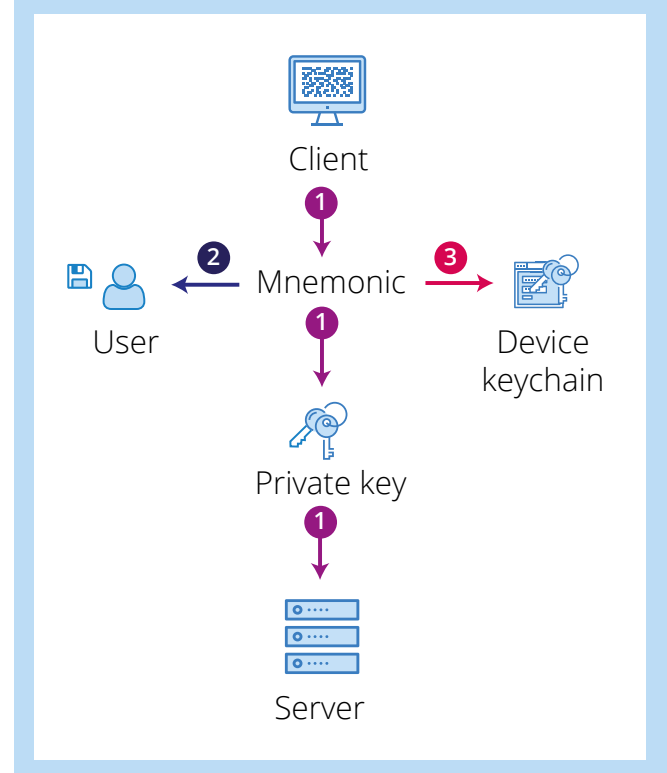 Client
1
2
3
Mnemonic
User
1
Device
keychain
Private key
1
Server